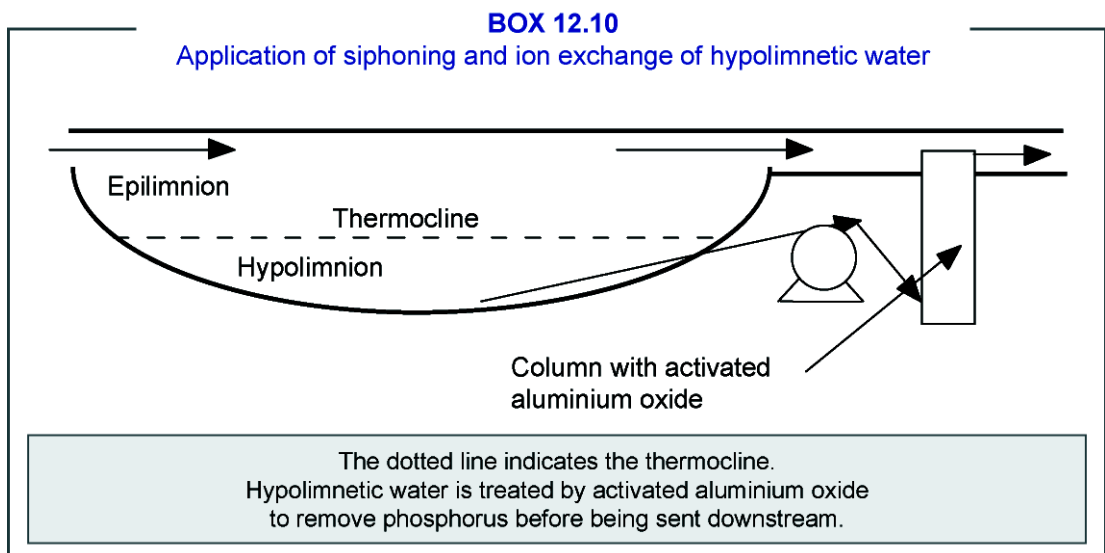 BOX 12.10
Application of siphoning and ion exchange of hypolimnetic water
Epilimnion
Thermocline
Hypolimnion
Column with activated
aluminium oxide
The dotted line indicates the thermocline.
Hypolimnetic water is treated by activated aluminium oxide
to remove phosphorus before being sent downstream.